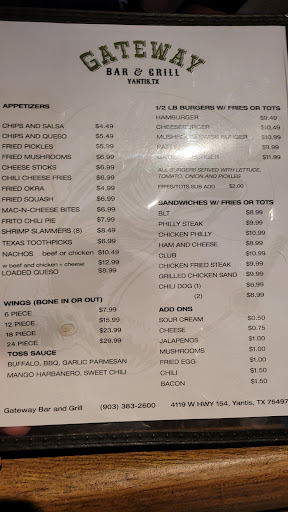 GATEWAY
BAR & GRILL
YANTIS, TX
APPETIZERS
CHIPS AND SALSA $4.49
CHIPS AND QUESO $5.49
FRIED PICKLES $5.99
FRIED MUSHROOMS $6.99
CHEESE STICKS $6.99
CHILI CHEESE FRIES $6.99
FRIED OKRA $4.99
FRIED SQUASH $6.99
MAC-N-CHEESE BITES $6.99
FRITO CHILI PIE $7.99
SHRIMP SLAMMERS (8) $8.49
TEXAS TOOTHPICKS $6.99
NACHOS beef or chicken $10.49
w beef and chicken + cheese $12.99
LOADED QUESO $8.99
WINGS (BONE IN OR OUT)
6 PIECE $7.99
12 PIECE $15.99
18 PIECE $23.99
24 PIECE $29.99
TOSS SAUCE
BUFFALO, BBQ, GARLIC PARMESAN
MANGO HARBANERO, SWEET CHILI
1/2 LB BURGERS W/ FRIES OR TOTS
HAMBURGER $9.49
CHEESEBURGER $10.49
MUSHROOM SWISS BURGER $10.99
PATTY
BURGER $11.99
ALL BURGERS SERVED WITH LETTUCE,
TOMATO, ONION AND PICKLES
FRIES/TOTS SUB ADD $2.00
SANDWICHES W/ FRIES OR TOTS
BLT $8.99
PHILLY STEAK $9.99
CHICKEN PHILLY $10.99
HAM AND CHEESE $8.99
CLUB $10.99
CHICKEN FRIED STEAK $9.99
GRILLED CHICKEN SAND $9.99
CHILI DOG (1) $6.99
(2) $8.99
ADD ONS
SOUR CREAM $0.50
CHEESE $0.75
JALAPENOS $1.00
MUSHROOMS $1.00
FRIED EGG $1.00
CHILI $1.50
BACON $1.50
Gateway Bar and Grill (903) 383-2600 4119 W HWY 154, Yantis, TX 75497